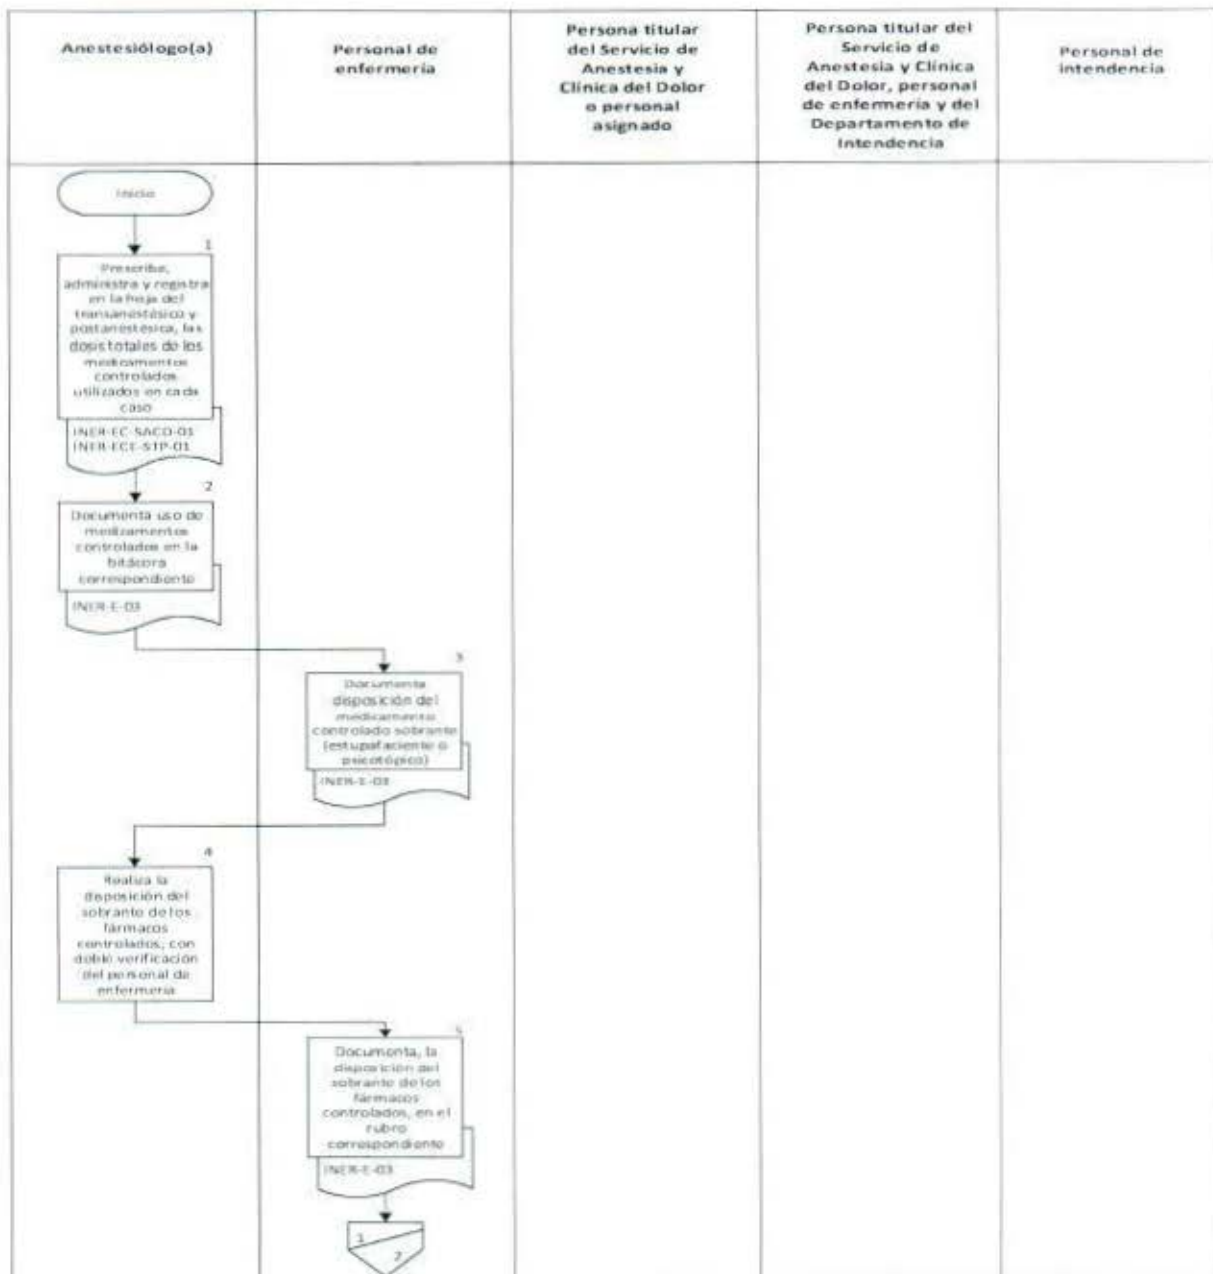 Anestesiólogo(a)
Personal de
enfermería
Persona titular
del Servicio de
Anestesia y
Clínica del Dolor
o personal
asignado
Persona titular del
Servicio de
Anestesia y Clínica
del Dolor, personal
de enfermería y del
Departamento de
Intendencia
Personal de
intendencia
Inicio
1
Prescribe,
administra y registra
en la hoja del
transanestésico y
postanestésica, las
dosis totales de los
medicamentos
controlados
utilizados en cada
caso
INER-EC-SACD-01
INER-ECE-STP-01
2
Documenta uso de
medicamentos
controlados en la
bitácora
correspondiente
INER-E-03
3
Documenta
disposición del
medicamento
controlado sobrante
(estupafaciente o
psicotópico)
INER-E-03
4
Realiza la
disposición del
sobrante de los
fármacos
controlados, con
doble verificación
del personal de
enfermería
5
Documenta, la
disposición del
sobrante de los
fármacos
controlados, en el
rubro
correspondiente
INER-E-03
1
2